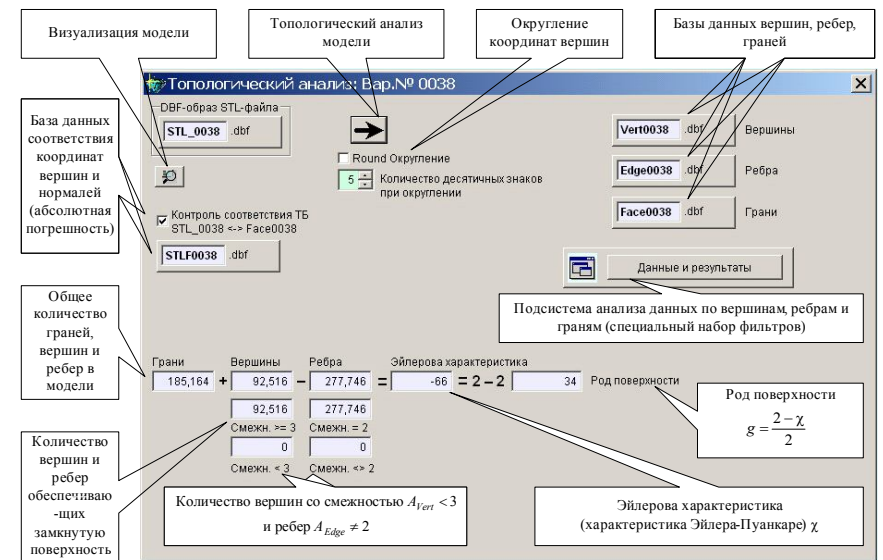 Визуализация модели
Топологический анализ
модели
Округление
координат вершин
Базы данных вершин, ребер,
граней
Топологический анализ: Вар.№ 0038
База данных
соответствия
координат
вершин и
нормалей
(абсолютная
погрешность)
DBF-образ STL-файла
STL_0038 .dbf
Round Округление
5 Количество десятичных знаков
при округлении
Vert0038 .dbf Вершины
Edge0038 .dbf Ребра
Face0038 .dbf Грани
Контроль соответствия ТБ
STL_0038 <-> Face0038
STLF0038 .dbf
Данные и результаты
Подсистема анализа данных по вершинам, ребрам и
граням (специальный набор фильтров)
Общее
количество
граней,
вершин и
ребер в
модели
Грани Вершины Ребра Эйлерова характеристика
185,164 + 92,516 – 277,746 = -66 = 2 – 2 34 Род поверхности
92,516 277,746
Смежн. >= 3 Смежн. = 2
0 0
Смежн. < 3 Смежн. <> 2
Род поверхности
g = (2 − χ) / 2
Количество
вершин и
ребер
обеспечиваю
-щих
замкнутую
поверхность
Количество вершин со смежностью A_Vert < 3
и ребер A_Edge ≠ 2
Эйлерова характеристика
(характеристика Эйлера-Пуанкаре) χ